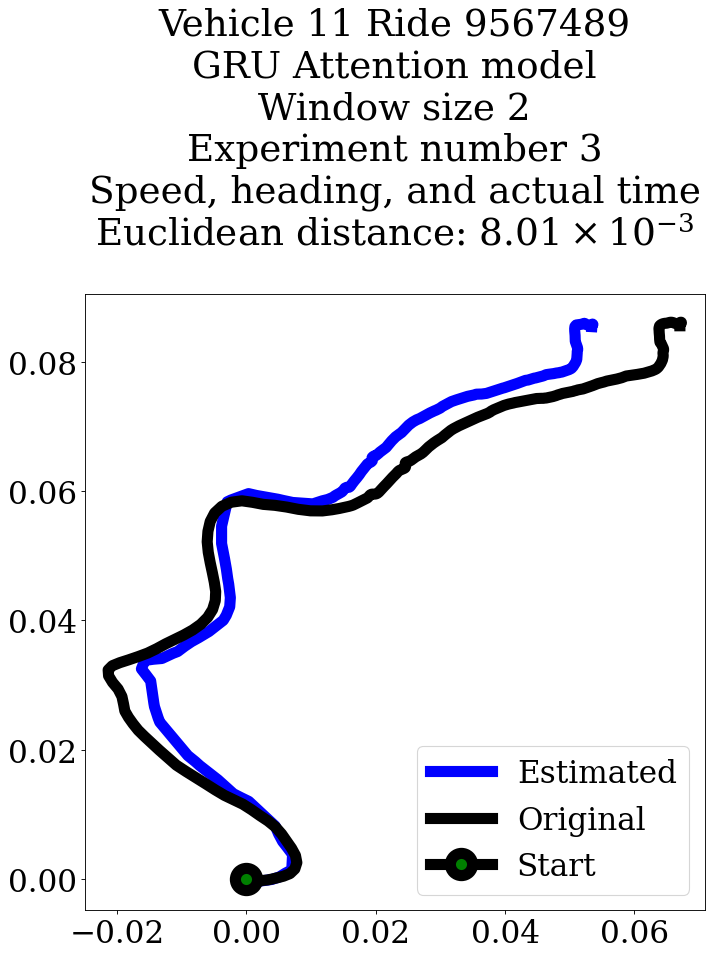 Vehicle 11 Ride 9567489
GRU Attention model
Window size 2
Experiment number 3
Speed, heading, and actual time
Euclidean distance: 8.01 × 10⁻³
0.08
0.06
0.04
0.02
0.00
Estimated
Original
Start
−0.02 0.00 0.02 0.04 0.06